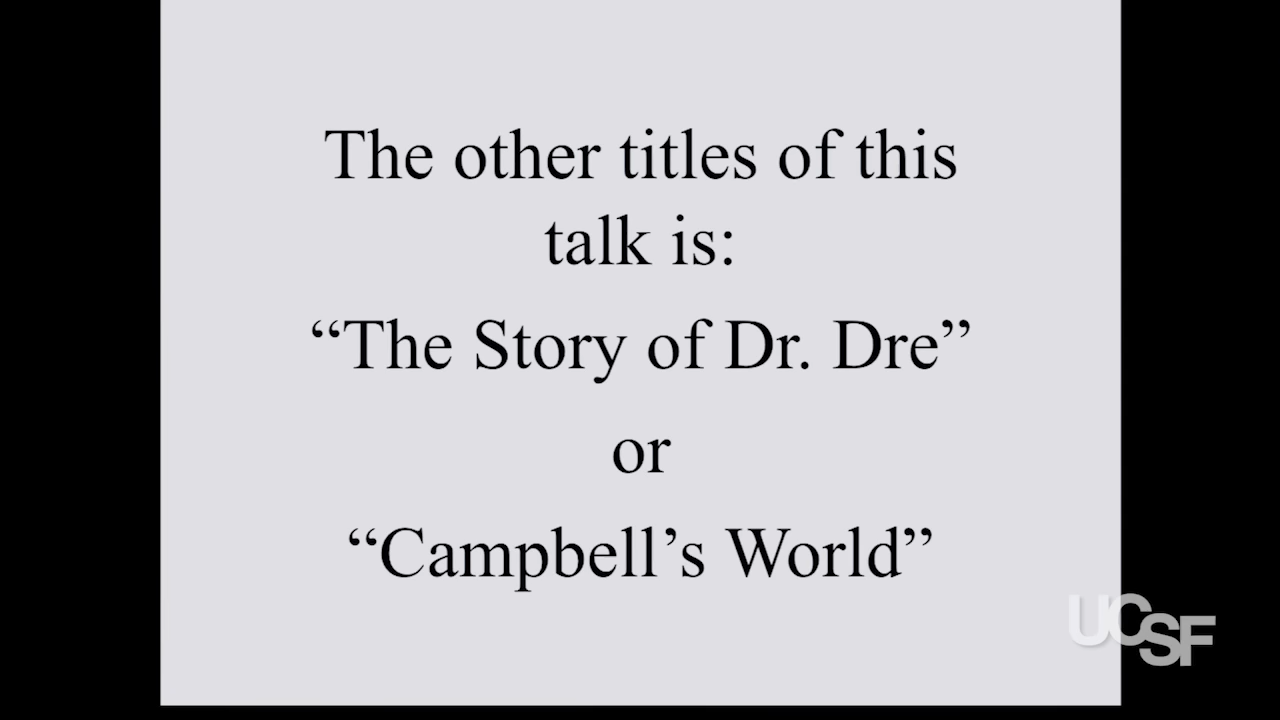 The other titles of this
talk is:
“The Story of Dr. Dre”
or
“Campbell’s World”
UCSF